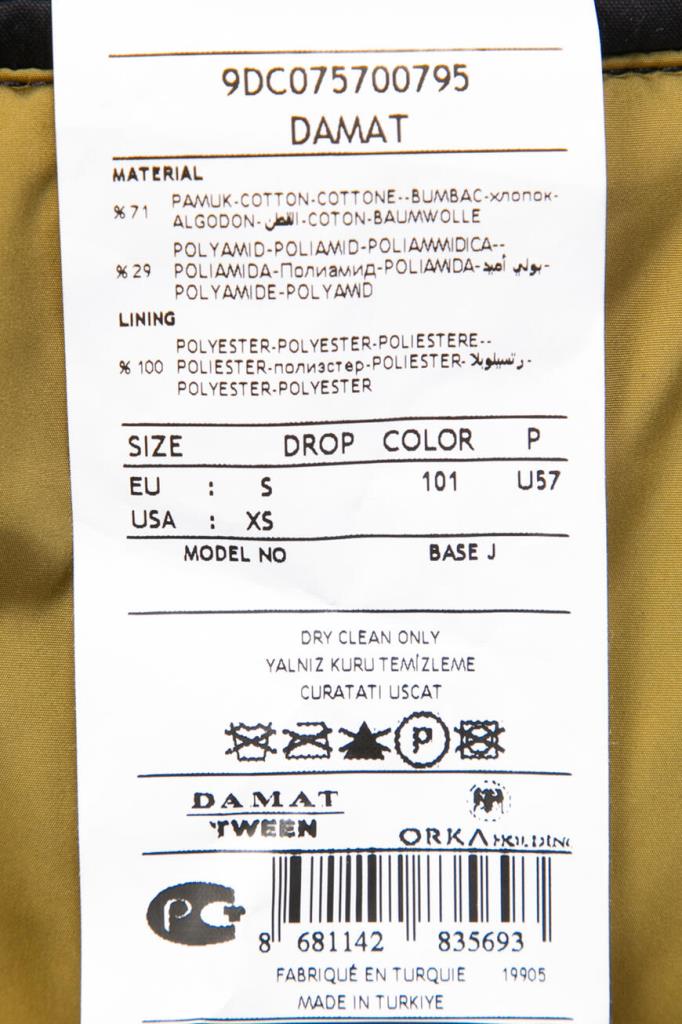 9DC075700795
DAMAT
MATERIAL
% 71 PAMUK-COTTON-COTTONE--BUMBAC-хлопок-
ALGODON-القطن-COTON-BAUMWOLLE
POLYAMID-POLIAMID-POLIAMMIDICA--
% 29 POLIAMIDA-Полиамид-POLIAMIDA-بولي أميد-
POLYAMIDE-POLYAMID
LINING
POLYESTER-POLYESTER-POLIESTERE--
% 100 POLIESTER-полиэстер-POLIESTER-
POLYESTER-POLYESTER
SIZE DROP COLOR P
EU : S 101 U57
USA : XS
MODEL NO BASE J
DRY CLEAN ONLY
YALNIZ KURU TEMİZLEME
CURATATI USCAT
P
DAMAT
TWEEN
ORKA HOLDING
8 681142 835693
FABRIQUÉ EN TURQUIE 19905
MADE IN TURKIYE